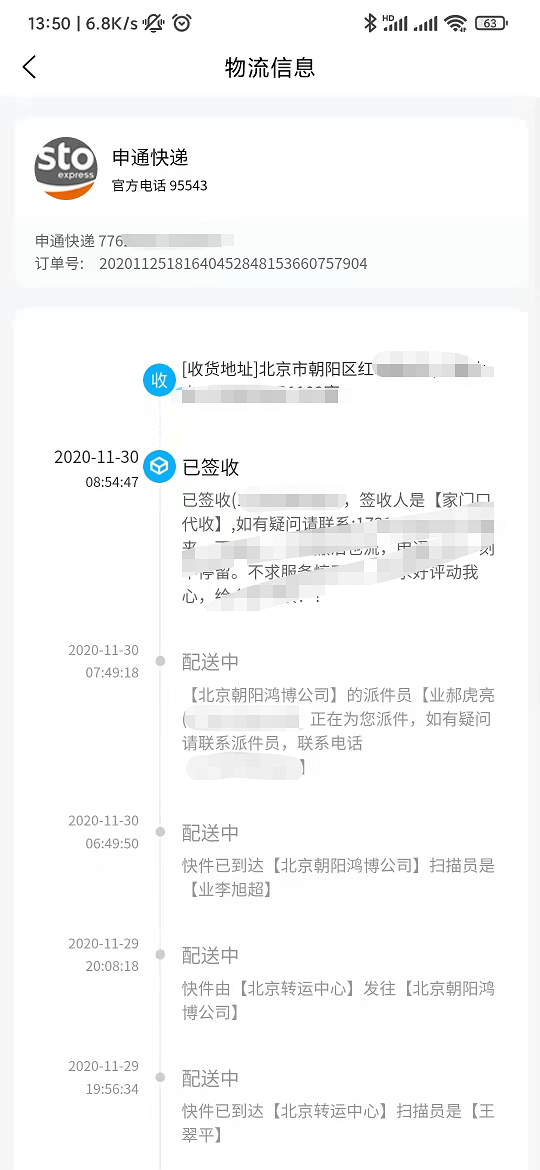 13:50 | 6.8K/s
HD
63
物流信息
sto
express
申通快递
官方电话 95543
申通快递 776
订单号: 20201125181640452848153660757904
收
[收货地址]北京市朝阳区红
2020-11-30
08:54:47
已签收
已签收(，签收人是【家门口
代收】,如有疑问请联系:17
刻
不停留。不求服务 好评动我
心，给
2020-11-30
07:49:18
配送中
【北京朝阳鸿博公司】的派件员【业郝虎亮
( 正在为您派件，如有疑问
请联系派件员，联系电话
】
2020-11-30
06:49:50
配送中
快件已到达【北京朝阳鸿博公司】扫描员是
【业李旭超】
2020-11-29
20:08:18
配送中
快件由【北京转运中心】发往【北京朝阳鸿
博公司】
2020-11-29
19:56:34
配送中
快件已到达【北京转运中心】扫描员是【王
翠平】